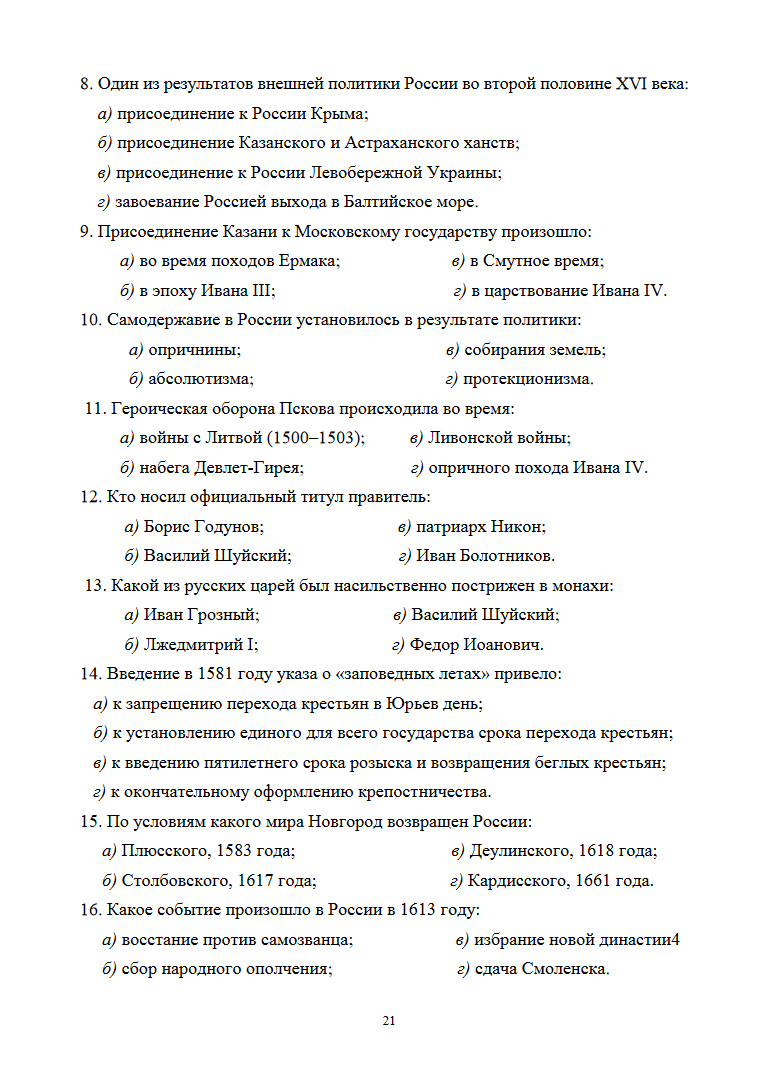 8. Один из результатов внешней политики России во второй половине XVI века:
а) присоединение к России Крыма;
б) присоединение Казанского и Астраханского ханств;
в) присоединение к России Левобережной Украины;
г) завоевание Россией выхода в Балтийское море.
9. Присоединение Казани к Московскому государству произошло:
а) во время походов Ермака; в) в Смутное время;
б) в эпоху Ивана III; г) в царствование Ивана IV.
10. Самодержавие в России установилось в результате политики:
а) опричнины; в) собирания земель;
б) абсолютизма; г) протекционизма.
11. Героическая оборона Пскова происходила во время:
а) войны с Литвой (1500–1503); в) Ливонской войны;
б) набега Девлет-Гирея; г) опричного похода Ивана IV.
12. Кто носил официальный титул правитель:
а) Борис Годунов; в) патриарх Никон;
б) Василий Шуйский; г) Иван Болотников.
13. Какой из русских царей был насильственно пострижен в монахи:
а) Иван Грозный; в) Василий Шуйский;
б) Лжедмитрий I; г) Федор Иоанович.
14. Введение в 1581 году указа о «заповедных летах» привело:
а) к запрещению перехода крестьян в Юрьев день;
б) к установлению единого для всего государства срока перехода крестьян;
в) к введению пятилетнего срока розыска и возвращения беглых крестьян;
г) к окончательному оформлению крепостничества.
15. По условиям какого мира Новгород возвращен России:
а) Плюсского, 1583 года; в) Деулинского, 1618 года;
б) Столбовского, 1617 года; г) Кардисского, 1661 года.
16. Какое событие произошло в России в 1613 году:
а) восстание против самозванца; в) избрание новой династии4
б) сбор народного ополчения; г) сдача Смоленска.
21